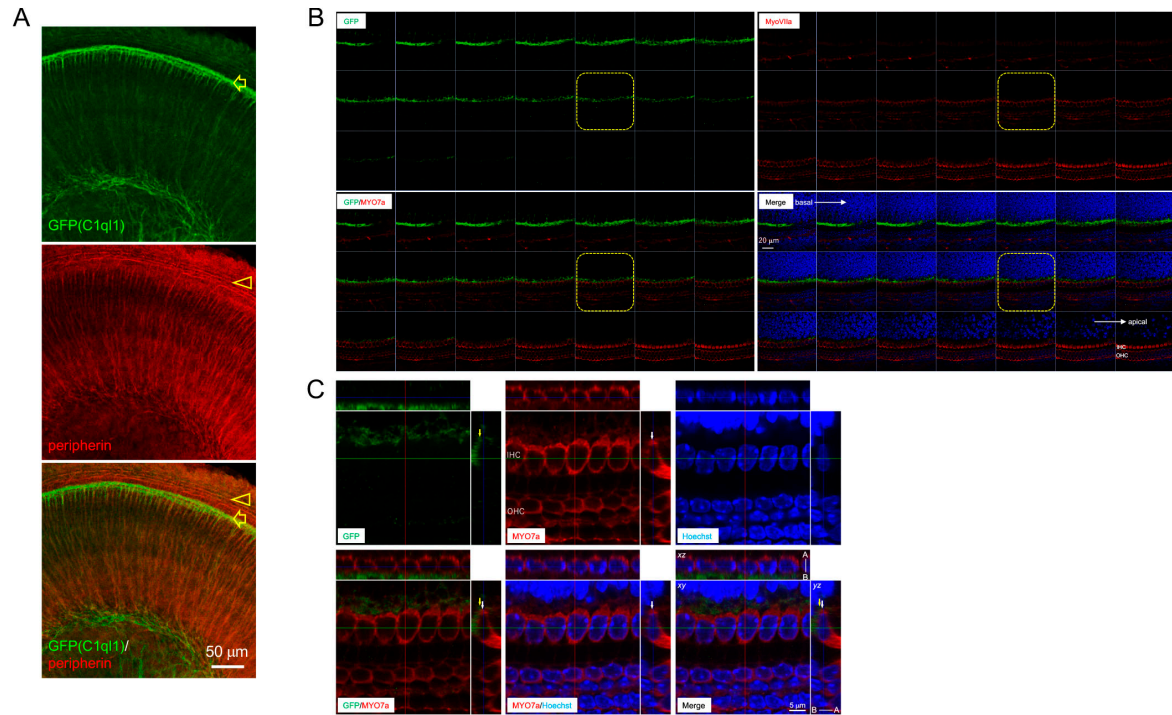 A
GFP(C1ql1)
peripherin
GFP(C1ql1)/
peripherin
50 μm
B
GFP
MyoVIIa
GFP/MYO7a
Merge
basal
20 μm
apical
IHC
OHC
C
IHC
OHC
GFP
MYO7a
Hoechst
xz
A
B
xy
yz
GFP/MYO7a
MYO7a/Hoechst
Merge
5 μm
B
A